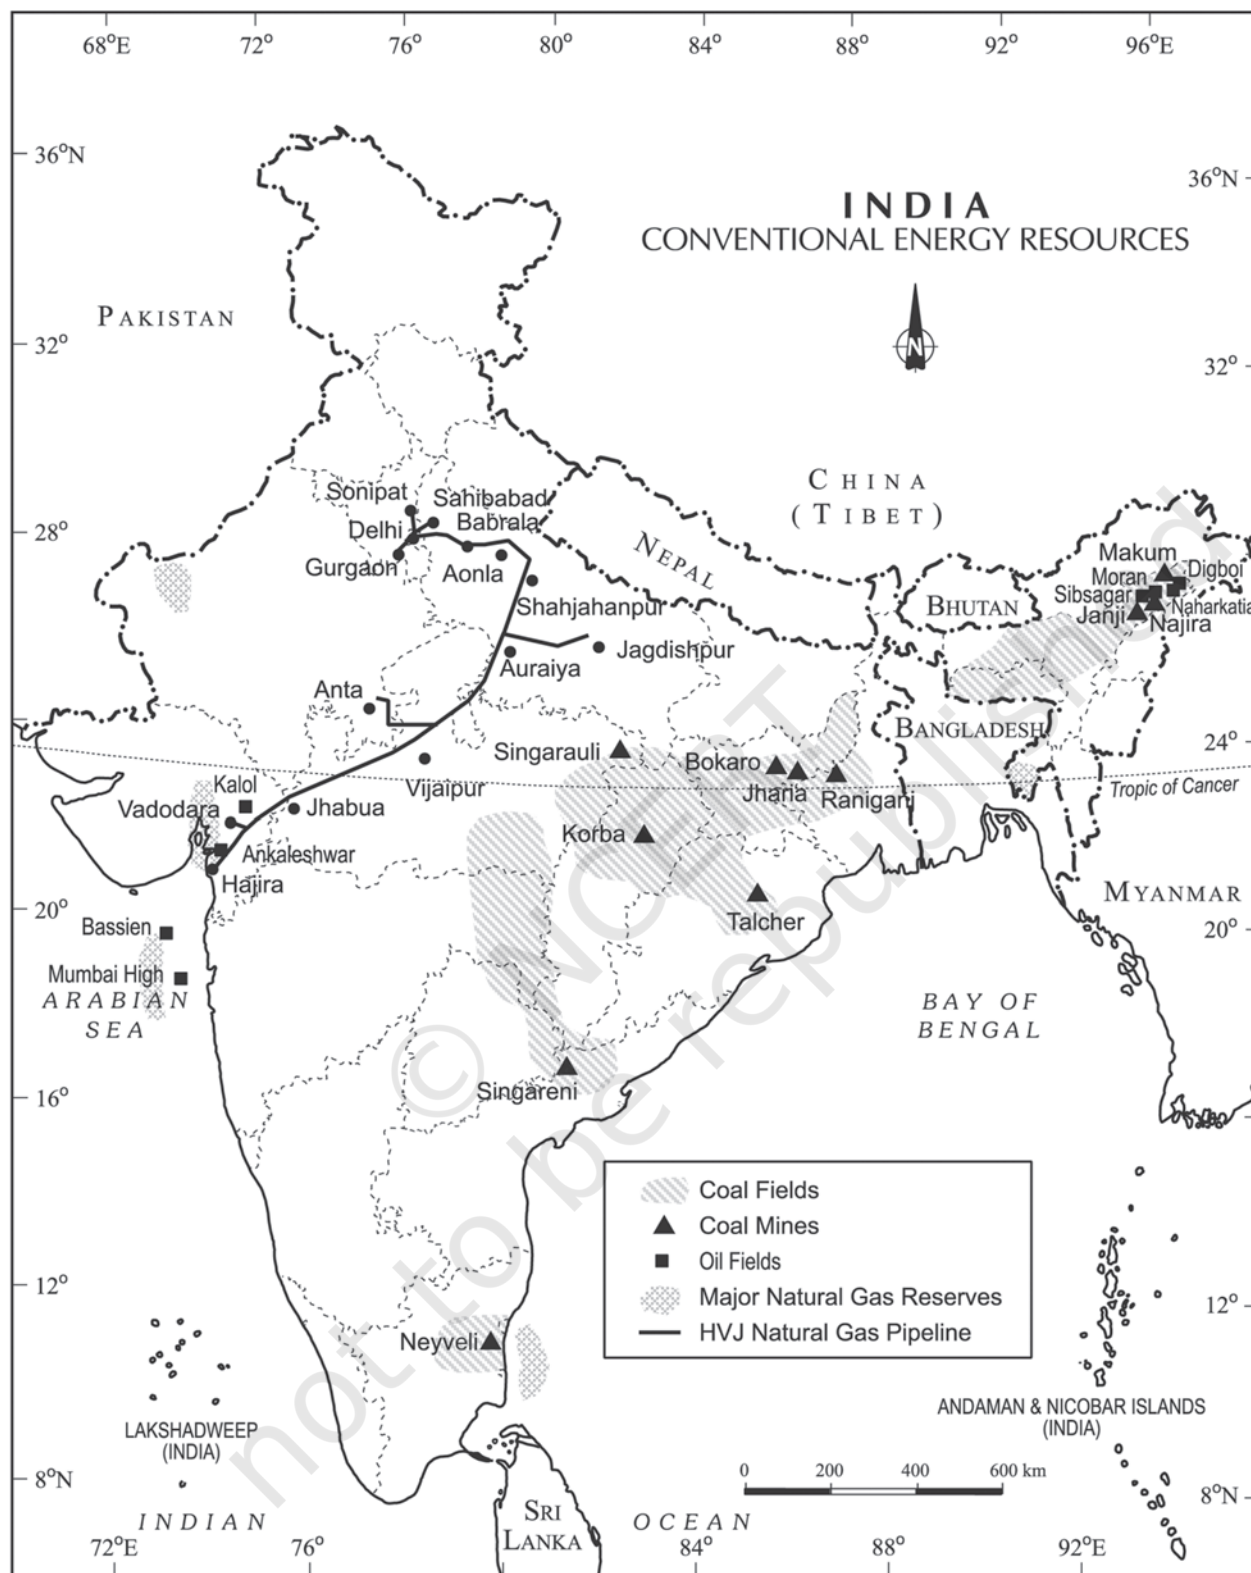 68°E 72° 76° 80° 84° 88° 92° 96°E
36°N
36°N
INDIA
CONVENTIONAL ENERGY RESOURCES
N
PAKISTAN
32°
32°
CHINA
(TIBET)
Sonipat
Sahibabad
Delhi
Babrala
Gurgaon
Aonla
28°
NEPAL
Shahjahanpur
Makum
Digboi
Moran
Sibsagar
Naharkatia
Janji
Najira
BHUTAN
Jagdishpur
Auraiya
Anta
BANGLADESH
24°
Singarauli
Bokaro
Jharia
Raniganj
Vijaipur
Tropic of Cancer
Kalol
Vadodara
Jhabua
Korba
Ankaleshwar
Hajira
MYANMAR
20°
20°
Talcher
Bassien
Mumbai High
ARABIAN
SEA
BAY OF
BENGAL
16°
Singareni
© NCERT
not to be republished
Coal Fields
Coal Mines
Oil Fields
Major Natural Gas Reserves
HVJ Natural Gas Pipeline
12°
12°
Neyveli
LAKSHADWEEP
(INDIA)
ANDAMAN & NICOBAR ISLANDS
(INDIA)
8°N
0 200 400 600 km
8°N
SRI
LANKA
INDIAN OCEAN
72°E 76° 84° 88° 92°E